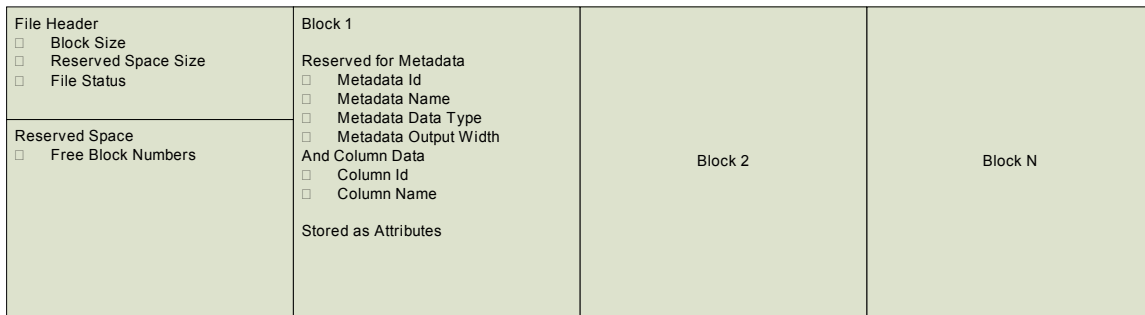 File Header
□ Block Size
□ Reserved Space Size
□ File Status
Reserved Space
□ Free Block Numbers
Block 1
Reserved for Metadata
□ Metadata Id
□ Metadata Name
□ Metadata Data Type
□ Metadata Output Width
And Column Data
□ Column Id
□ Column Name
Stored as Attributes
Block 2
Block N